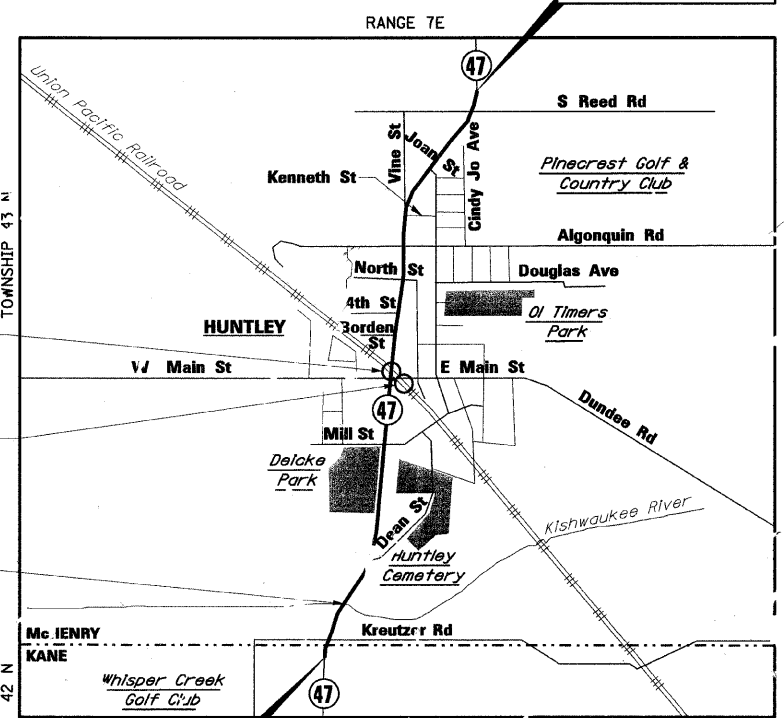 RANGE 7E
47
S Reed Rd
Union Pacific Railroad
Vine St
Joan St
Cindy Jo Ave
Pinecrest Golf &
Country Club
Kenneth St
TOWNSHIP 43 N
Algonquin Rd
North St
Douglas Ave
4th St
HUNTLEY
Borden
St
Ol Timers
Park
W Main St
E Main St
47
Dundee Rd
Mill St
Deicke
Park
Dean St
Kishwaukee River
Huntley
Cemetery
Kreutzer Rd
Mc IENRY
KANE
42 N
Whisper Creek
Golf Club
47